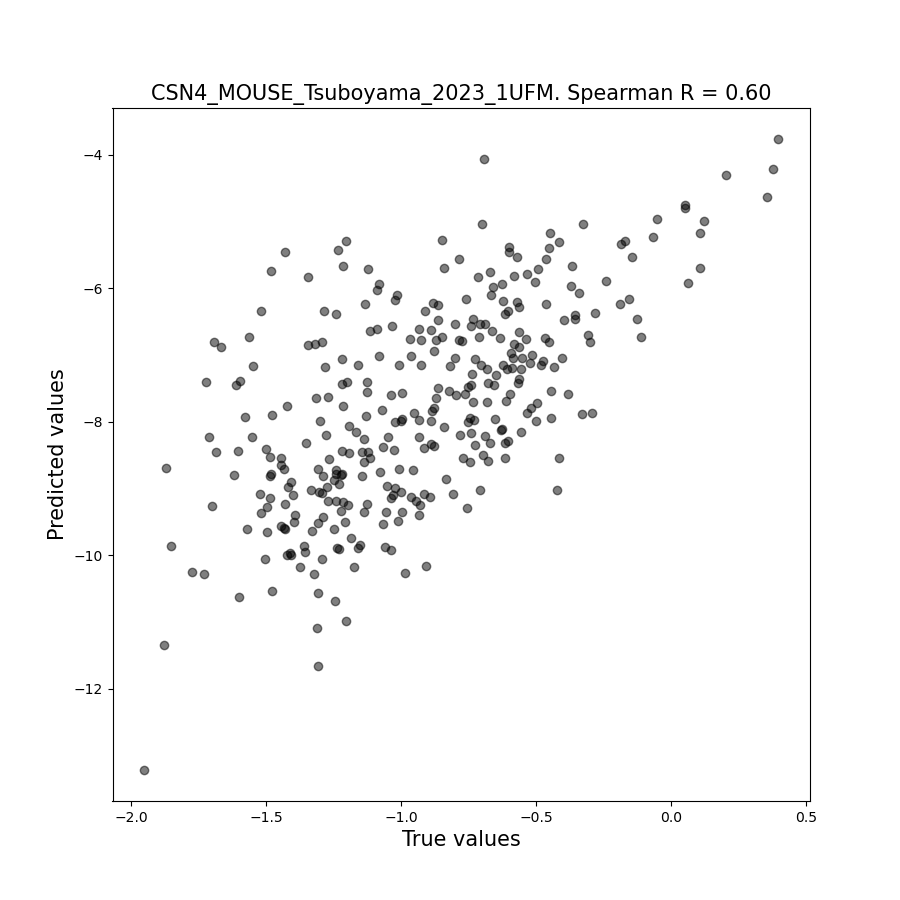 CSN4_MOUSE_Tsuboyama_2023_1UFM. Spearman R = 0.60
−4
−6
−8
−10
−12
Predicted values
−2.0 −1.5 −1.0 −0.5 0.0 0.5
True values